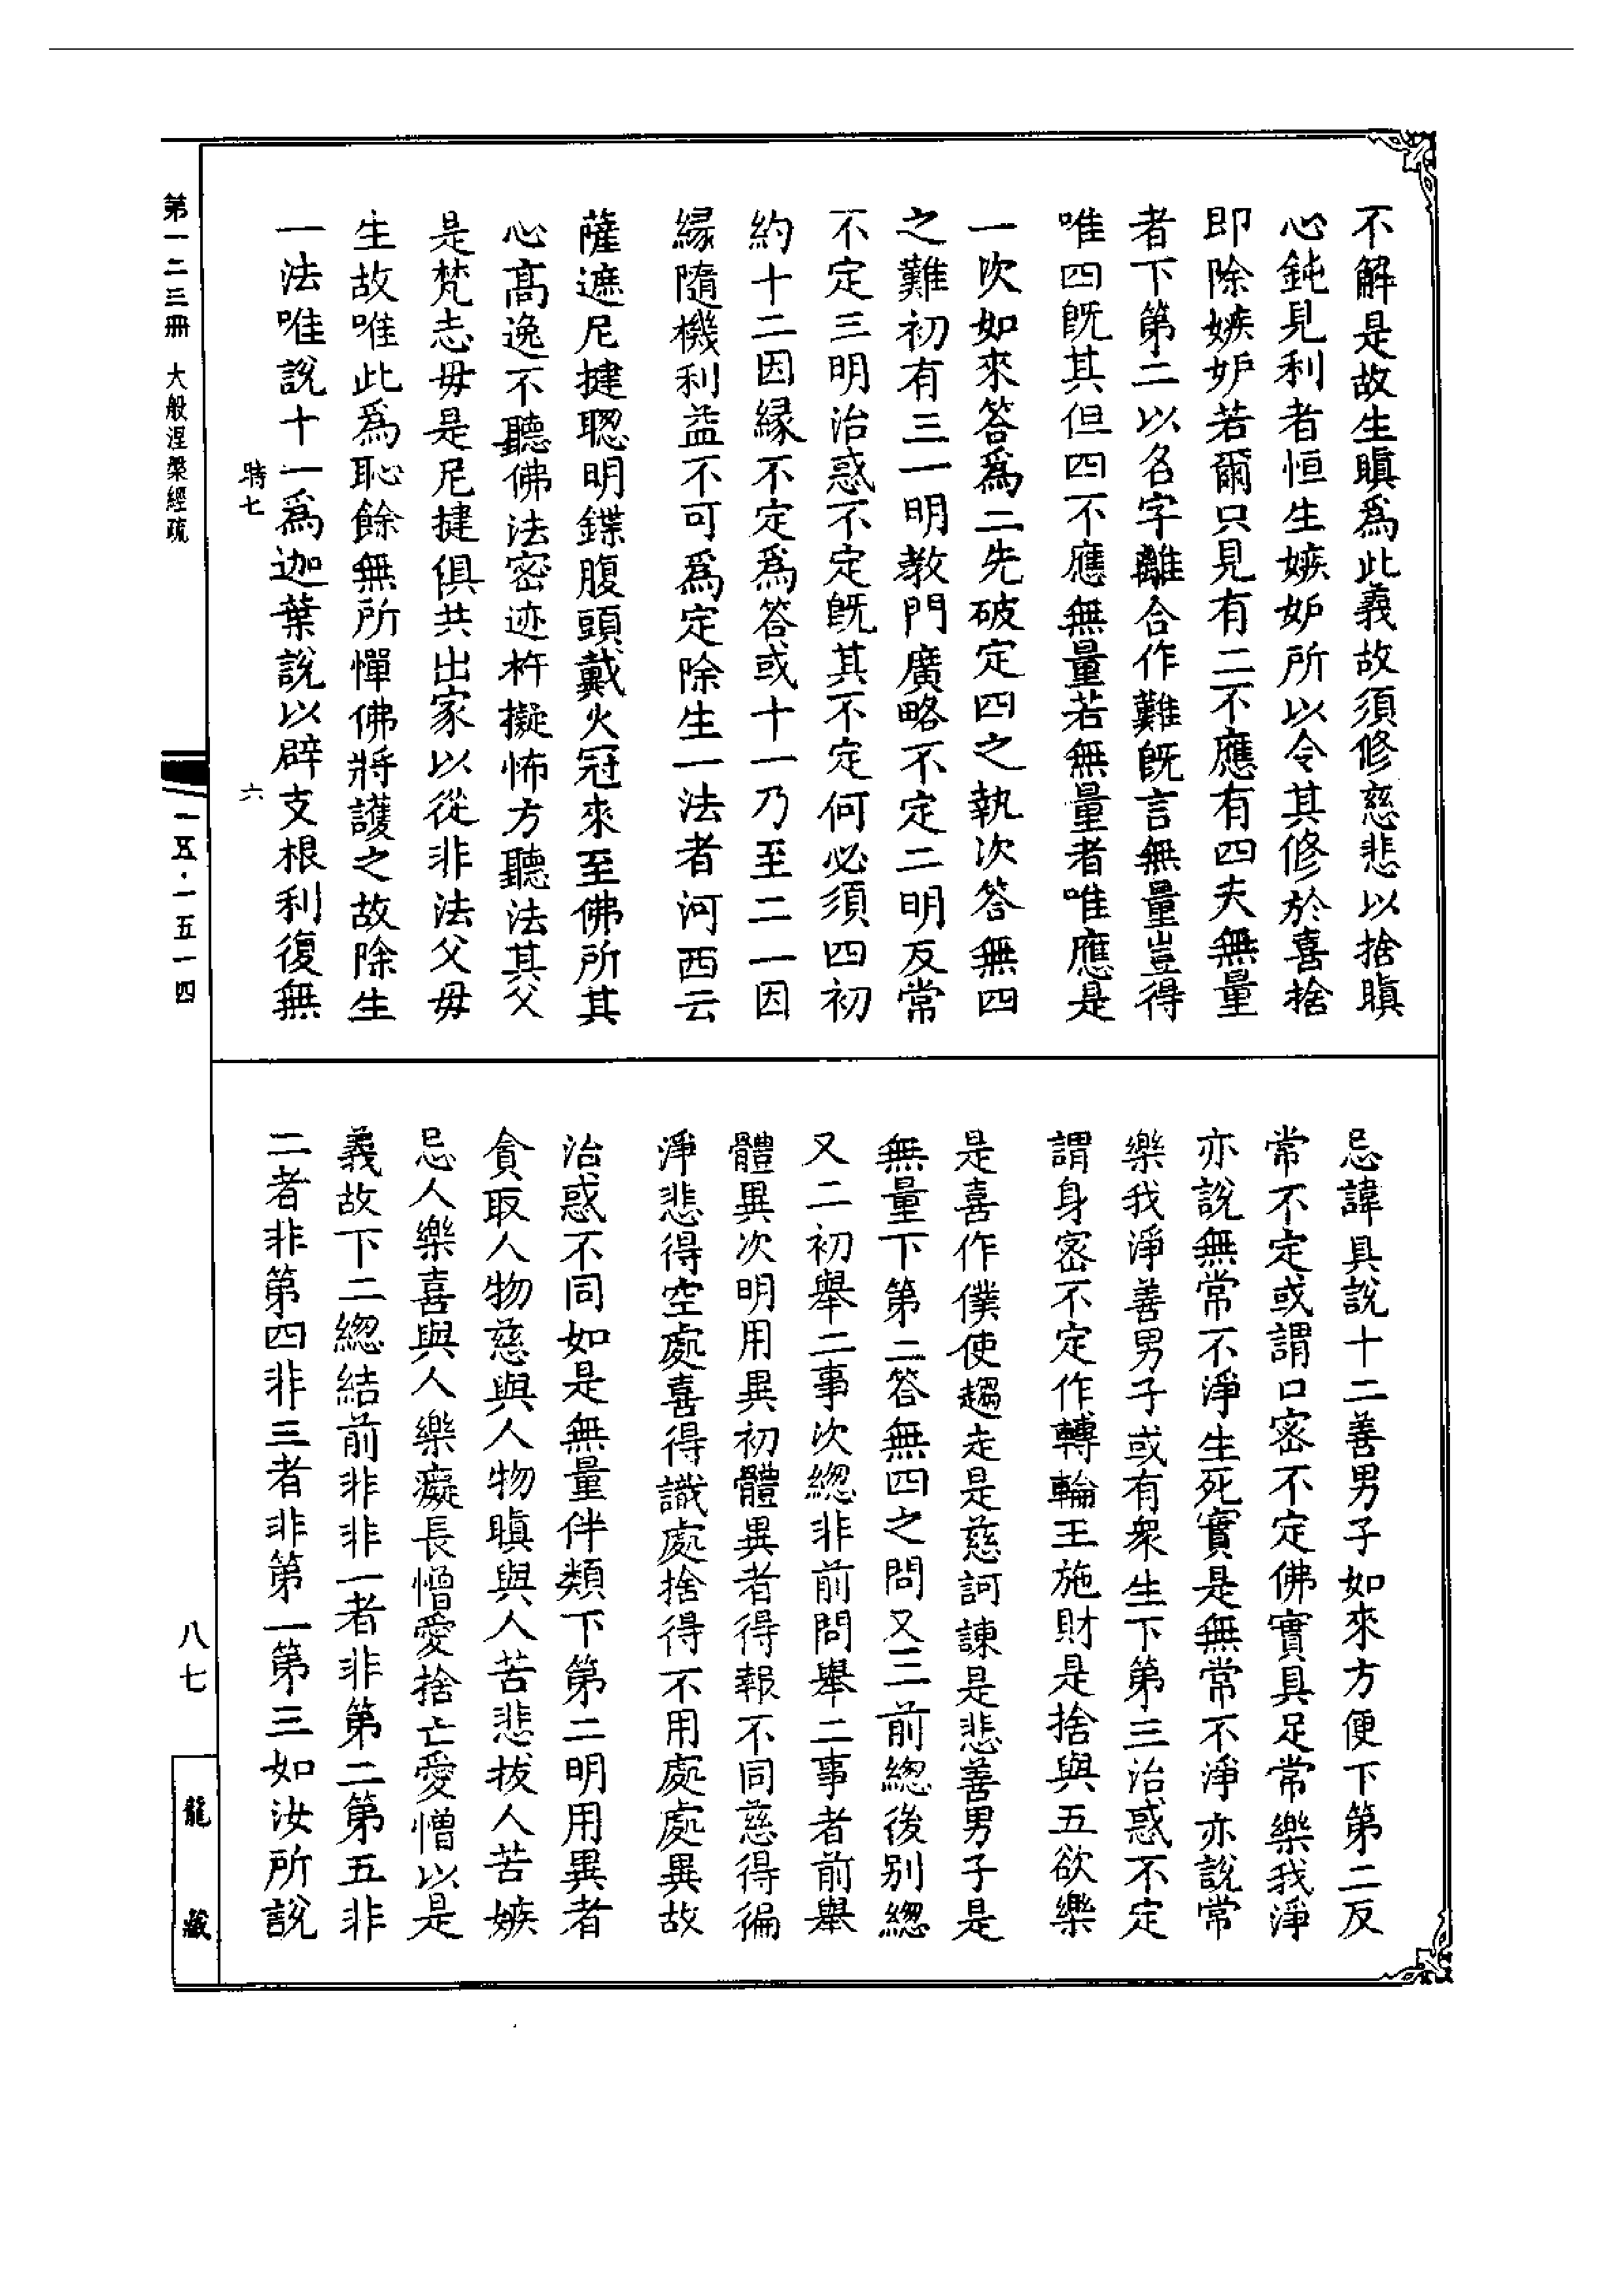 不解是故生瞋爲此義故須修慈悲以捨瞋
心鈍見利者恒生嫉妒所以令其修於喜捨
即除嫉妒若爾只見有二不應有四夫無量
者下第二以名字離合作難旣言無量豈得
唯四旣其但四不應無量若無量者唯應是
一次如來答爲二先破定四之執次答無四
之難初有三一明教門廣略不定二明反常
不定三明治惑不定旣其不定何必須四初
約十二因緣不定爲答或十一乃至二一因
緣隨機利益不可爲定除生一法者河西云
薩遮尼揵聰明鍱腹頭戴火冠來至佛所其
心高逸不聽佛法密迹杵擬怖方聽法其父
是梵志毋是尼揵俱共出家以從非法父毋
生故唯此爲恥餘無所憚佛將護之故除生
一法唯說十一爲迦葉說以辟支根利復無
忌諱具說十二善男子如來方便下第二反
常不定或謂口密不定佛實具足常樂我淨
亦說無常不淨生死實是無常不淨亦說常
樂我淨善男子或有衆生下第三治惑不定
謂身密不定作轉輪王施財是捨與五欲樂
是喜作僕使趨走是慈訶諫是悲善男子是
無量下第二答無四之問又二前總後別總
又二初舉二事次總非前問舉二事者前舉
體異次明用異初體異者得報不同慈得徧
淨悲得空處喜得識處捨得不用處處異故
治惑不同如是無量伴類下第二明用異者
貪取人物慈與人物瞋與人苦悲拔人苦嫉
忌人樂喜與人樂癡長憎愛捨亡愛憎以是
義故下二總結前非非一者非第二第五非
二者非第四非三者非第一第三如汝所說
第一二三冊 大般涅槃經疏
特七
六
一五·一五一四
八七
龍藏